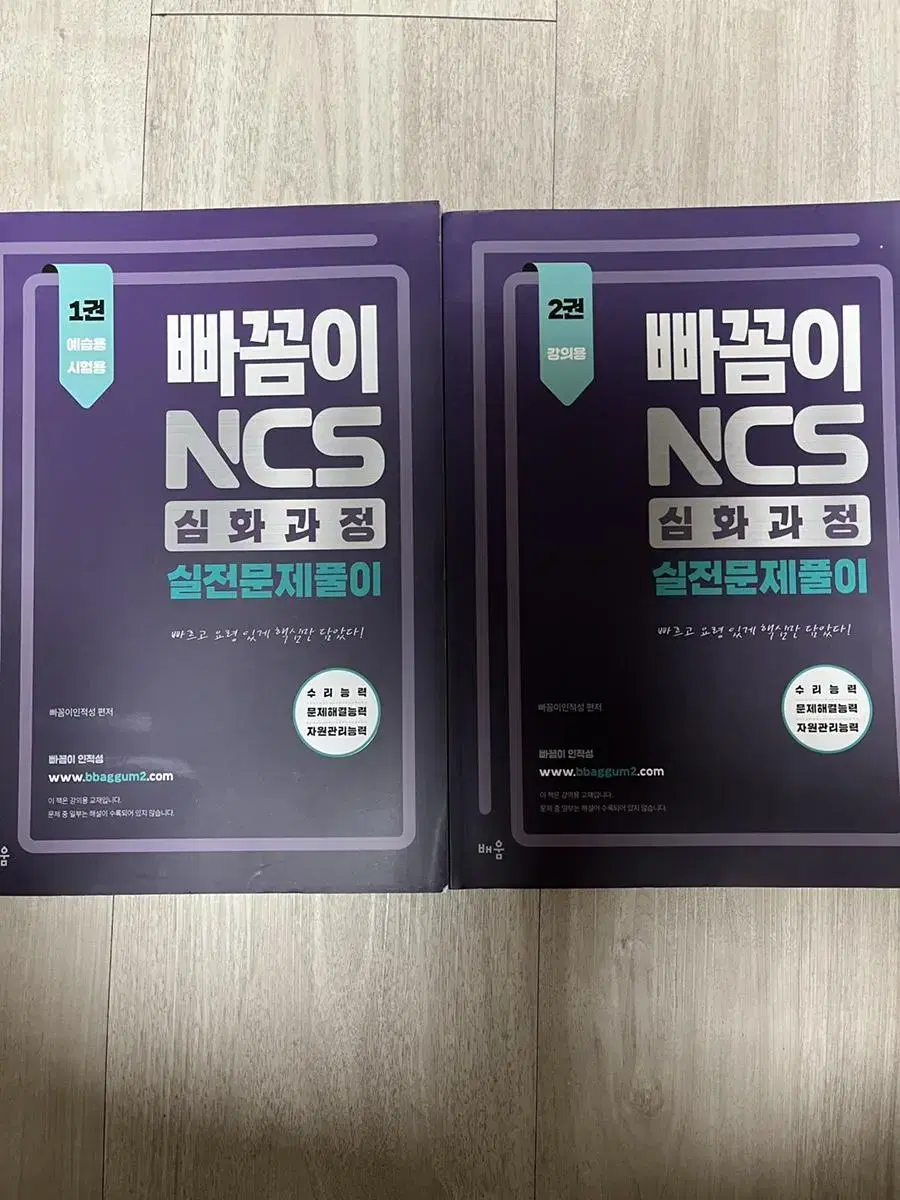 1권
예습용
시험용
빠꼼이
NCS
심화과정
실전문제풀이
빠르고 요령 있게 핵심만 담았다!
수리능력
문제해결능력
자원관리능력
빠꼼이인적성 편저
빠꼼이 인적성
www.bbaggum2.com
이 책은 강의용 교재입니다.
문제 중 일부는 해설이 수록되어 있지 않습니다.
움
2권
강의용
빠꼼이
NCS
심화과정
실전문제풀이
빠르고 요령 있게 핵심만 담았다!
수리능력
문제해결능력
자원관리능력
빠꼼이인적성 편저
빠꼼이 인적성
www.bbaggum2.com
이 책은 강의용 교재입니다.
문제 중 일부는 해설이 수록되어 있지 않습니다.
배움